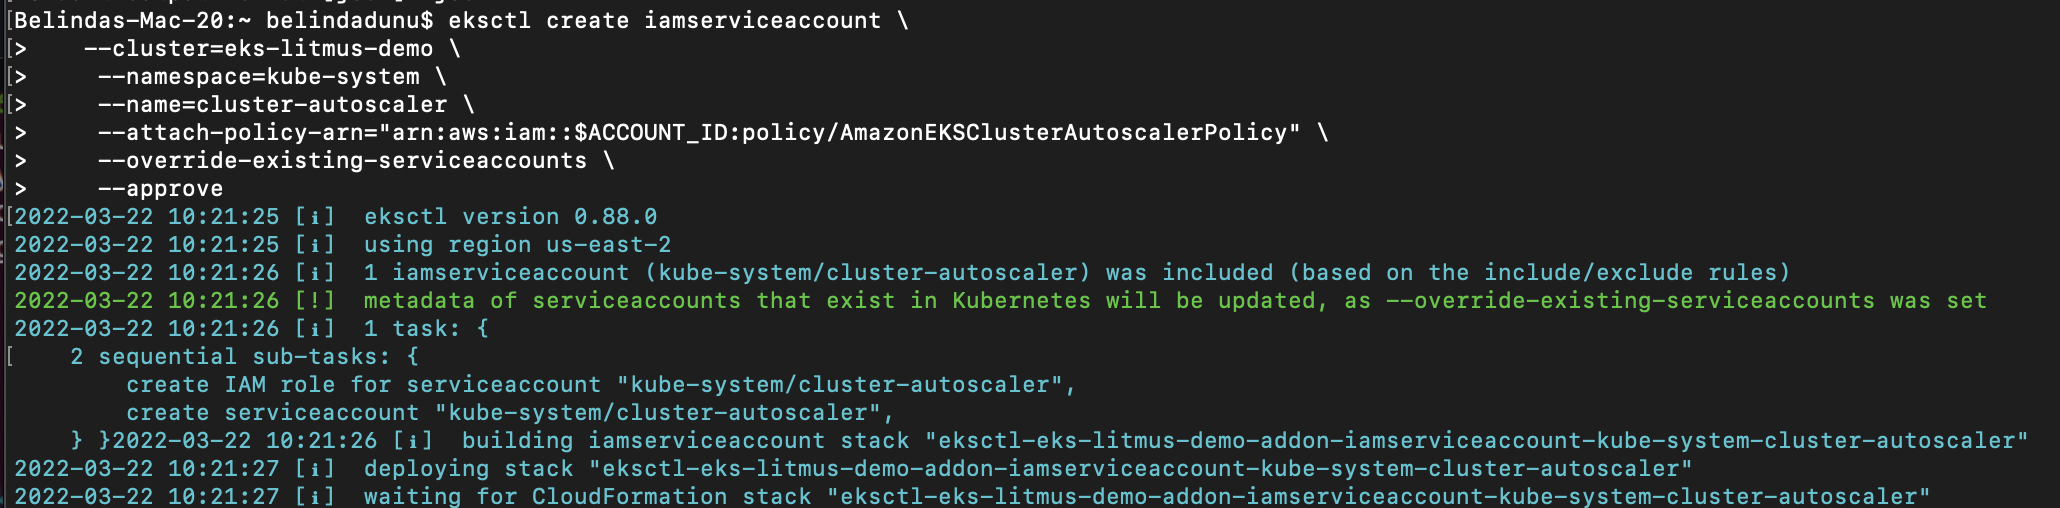 [Belindas-Mac-20:~ belindadunu$ eksctl create iamserviceaccount \
[>    --cluster=eks-litmus-demo \
[>     --namespace=kube-system \
[>     --name=cluster-autoscaler \
>     --attach-policy-arn="arn:aws:iam::$ACCOUNT_ID:policy/AmazonEKSClusterAutoscalerPolicy" \
>     --override-existing-serviceaccounts \
>     --approve
[2022-03-22 10:21:25 [ℹ]  eksctl version 0.88.0
2022-03-22 10:21:25 [ℹ]  using region us-east-2
2022-03-22 10:21:26 [ℹ]  1 iamserviceaccount (kube-system/cluster-autoscaler) was included (based on the include/exclude rules)
2022-03-22 10:21:26 [!]  metadata of serviceaccounts that exist in Kubernetes will be updated, as --override-existing-serviceaccounts was set
2022-03-22 10:21:26 [ℹ]  1 task: {
[    2 sequential sub-tasks: {
        create IAM role for serviceaccount "kube-system/cluster-autoscaler",
        create serviceaccount "kube-system/cluster-autoscaler",
    } }2022-03-22 10:21:26 [ℹ]  building iamserviceaccount stack "eksctl-eks-litmus-demo-addon-iamserviceaccount-kube-system-cluster-autoscaler"
2022-03-22 10:21:27 [ℹ]  deploying stack "eksctl-eks-litmus-demo-addon-iamserviceaccount-kube-system-cluster-autoscaler"
2022-03-22 10:21:27 [ℹ]  waiting for CloudFormation stack "eksctl-eks-litmus-demo-addon-iamserviceaccount-kube-system-cluster-autoscaler"